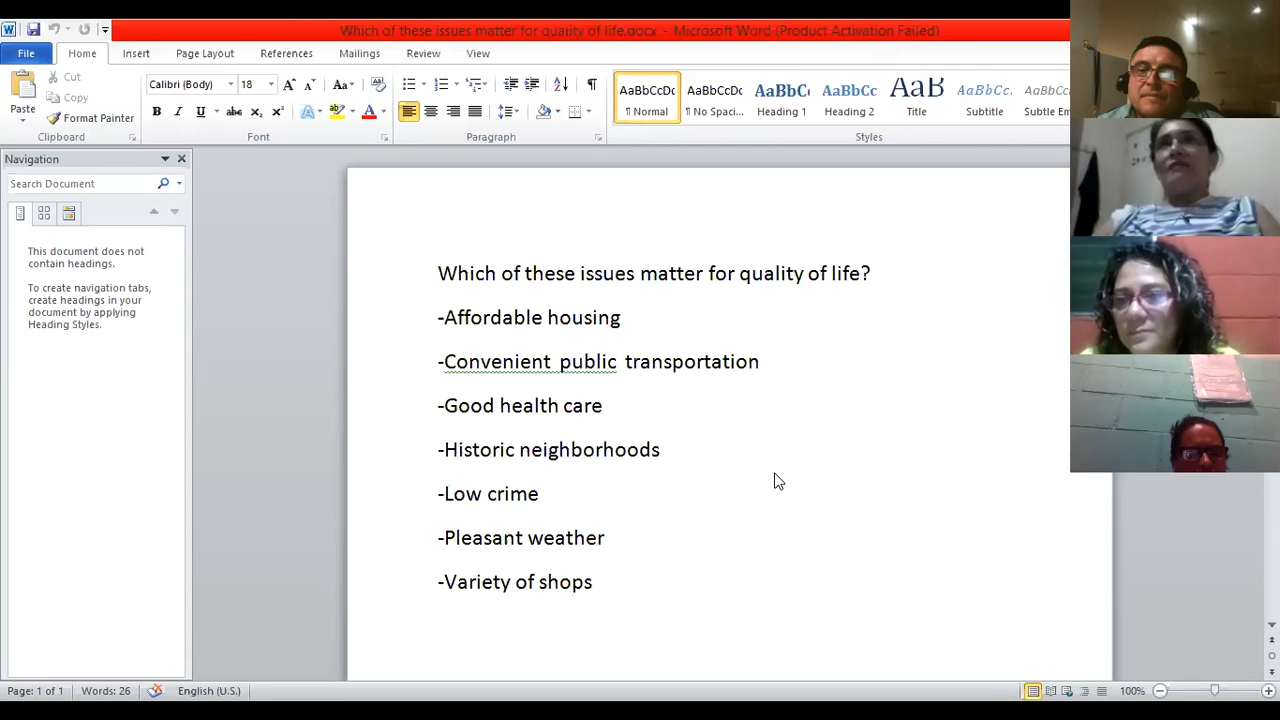 Which of these issues matter for quality of life.docx - Microsoft Word (Product Activation Failed)
File Home Insert Page Layout References Mailings Review View
Cut
Copy
Format Painter
Paste
Calibri (Body) 18
AaBbCcDc AaBbCcDc AaBbCc AaBbCc AaB AaBbCcI AaBbCcD
¶ Normal ¶ No Spaci... Heading 1 Heading 2 Title Subtitle Subtle Em
Clipboard Font Paragraph Styles
Navigation
Search Document
This document does not
contain headings.
To create navigation tabs,
create headings in your
document by applying
Heading Styles.
Which of these issues matter for quality of life?
-Affordable housing
-Convenient public transportation
-Good health care
-Historic neighborhoods
-Low crime
-Pleasant weather
-Variety of shops
Page: 1 of 1 Words: 26 English (U.S.) 100%